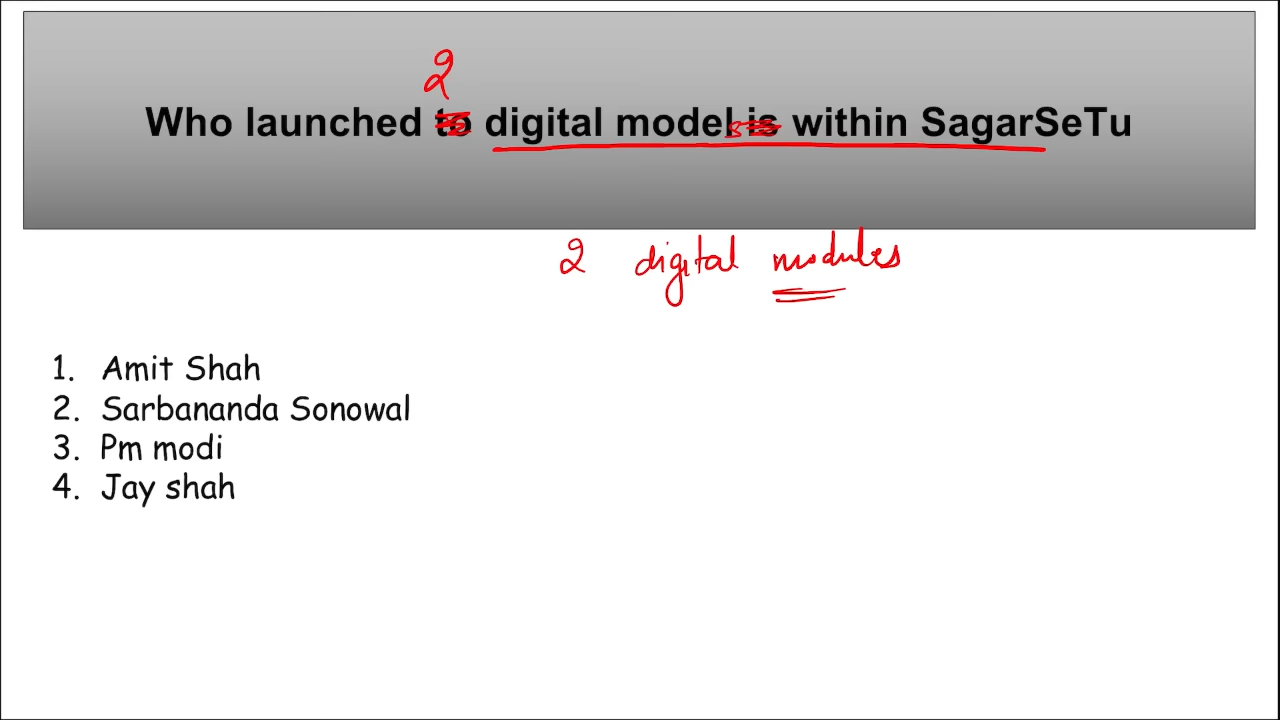 2
Who launched to digital models is within SagarSeTu
2 digital modules
1. Amit Shah
2. Sarbananda Sonowal
3. Pm modi
4. Jay shah